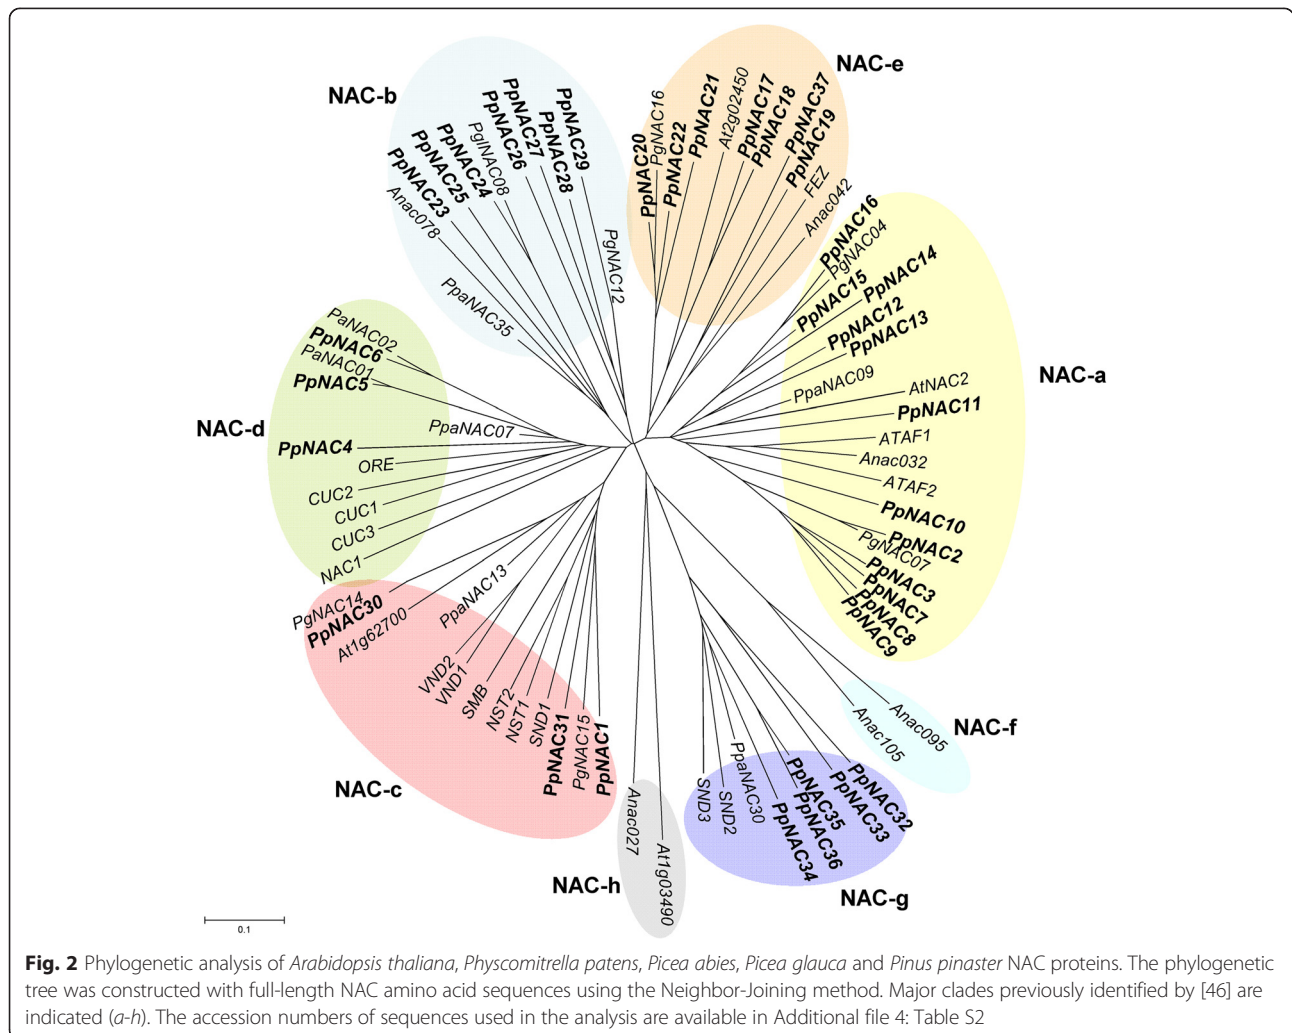 NAC-b
PpNAC23
PpNAC25
PpNAC24
PglNAC08
PpNAC26
PpNAC27
PpNAC28
PpNAC29
Anac078
PpaNAC35
PgNAC12
NAC-e
PpNAC20
PgNAC16
PpNAC22
PpNAC21
At2g02450
PpNAC17
PpNAC18
PpNAC37
PpNAC19
FEZ
Anac042
NAC-a
PpNAC16
PgNAC04
PpNAC15
PpNAC14
PpNAC12
PpNAC13
PpaNAC09
AtNAC2
PpNAC11
ATAF1
Anac032
ATAF2
PpNAC10
PpNAC2
PgNAC07
PpNAC3
PpNAC7
PpNAC8
PpNAC9
NAC-d
PaNAC02
PpNAC6
PaNAC01
PpNAC5
PpaNAC07
PpNAC4
ORE
CUC2
CUC1
CUC3
NAC1
NAC-c
PgNAC14
PpNAC30
At1g62700
PpaNAC13
VND2
VND1
SMB
NST2
NST1
SND1
PpNAC31
PgNAC15
PpNAC1
NAC-h
Anac027
At1g03490
NAC-g
SND3
SND2
PpaNAC30
PpNAC34
PpNAC36
PpNAC35
PpNAC33
PpNAC32
NAC-f
Anac105
Anac095
0.1
Fig. 2 Phylogenetic analysis of Arabidopsis thaliana, Physcomitrella patens, Picea abies, Picea glauca and Pinus pinaster NAC proteins. The phylogenetic
tree was constructed with full-length NAC amino acid sequences using the Neighbor-Joining method. Major clades previously identified by [46] are
indicated (a-h). The accession numbers of sequences used in the analysis are available in Additional file 4: Table S2